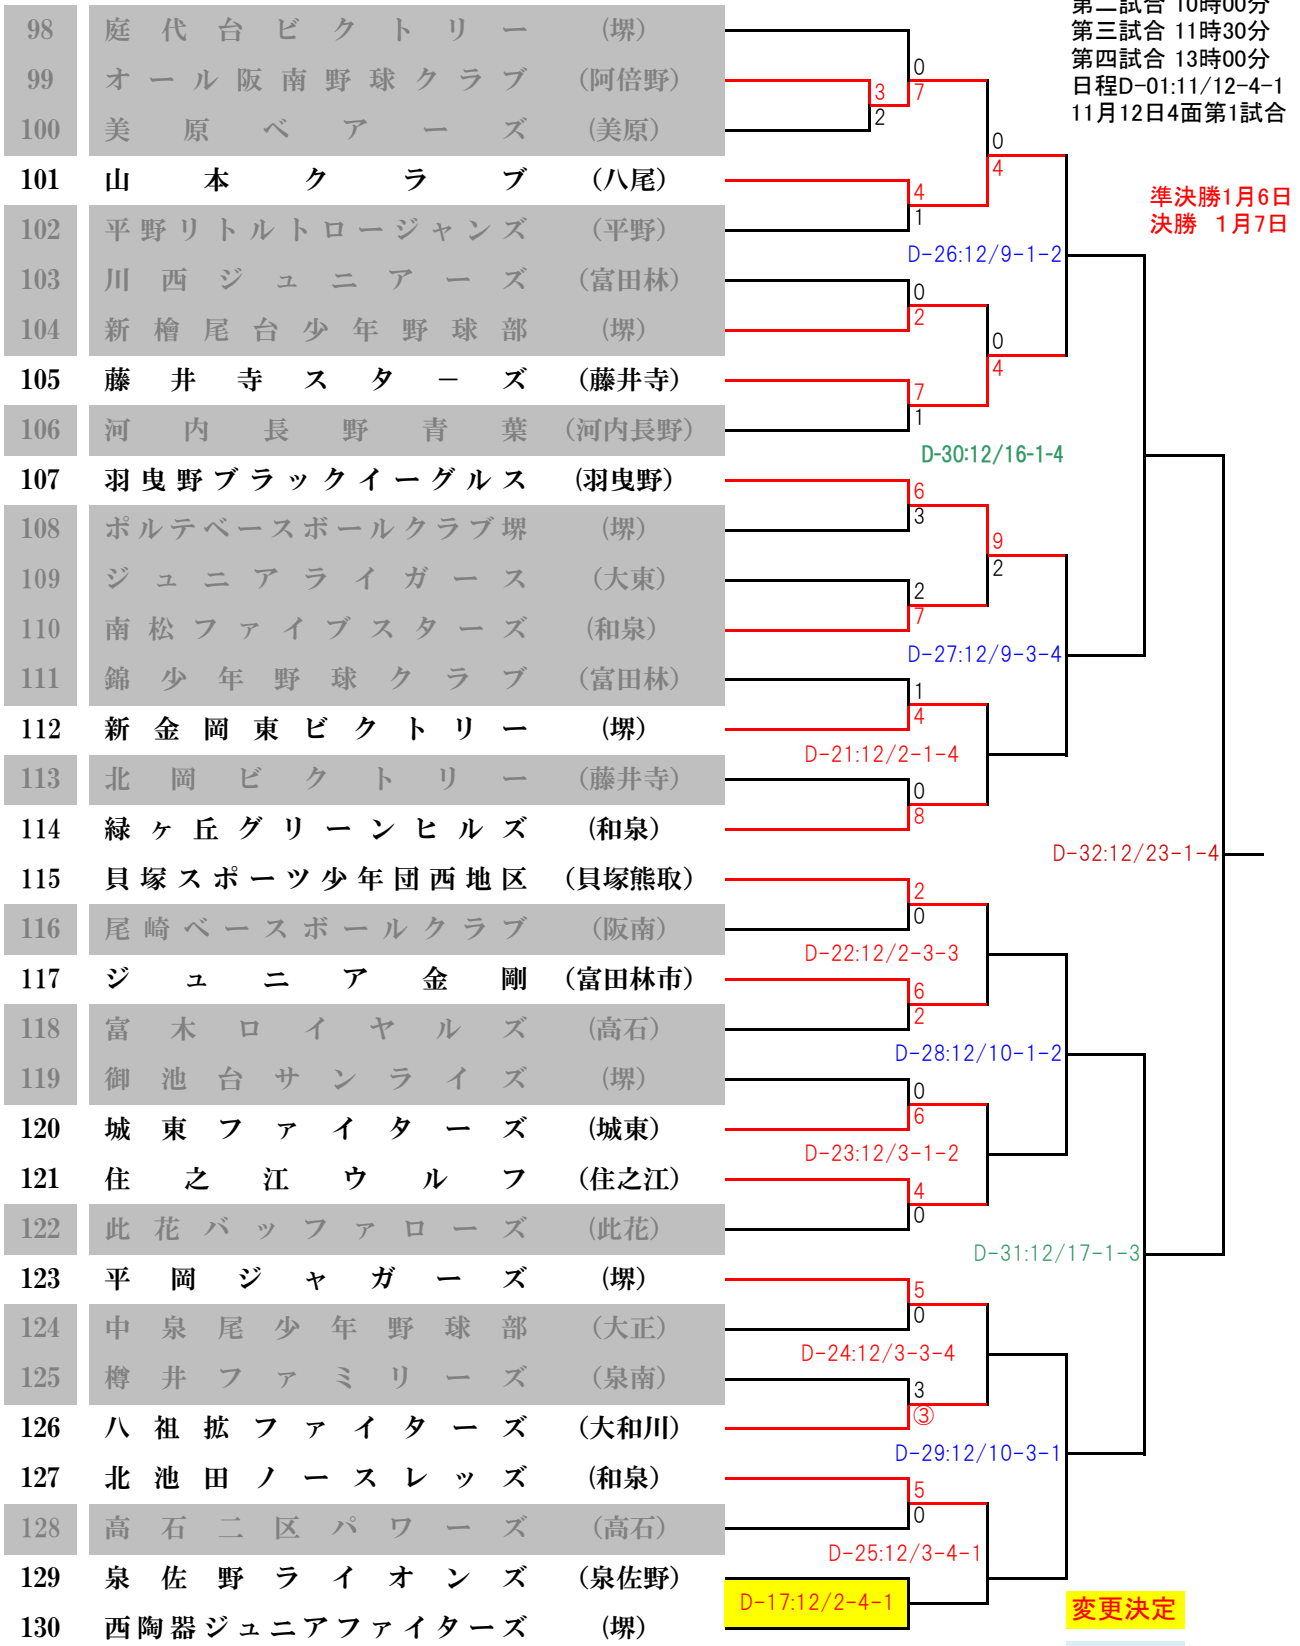 第二試合 10時00分
第三試合 11時30分
第四試合 13時00分
日程D-01:11/12-4-1
11月12日4面第1試合
準決勝1月6日
決勝 1月7日
98 庭代台ビクトリー (堺)
0
99 オール阪南野球クラブ (阿倍野)
3 7
2
100 美原ベアーズ (美原)
0
4
101 山本クラブ (八尾)
4
1
102 平野リトルトロージャンズ (平野)
D-26:12/9-1-2
103 川西ジュニアーズ (富田林)
0
2
104 新檜尾台少年野球部 (堺)
0
4
105 藤井寺スターズ (藤井寺)
7
1
106 河内長野青葉 (河内長野)
D-30:12/16-1-4
107 羽曳野ブラックイーグルス (羽曳野)
6
3
108 ポルテベースボールクラブ堺 (堺)
9
2
109 ジュニアライガース (大東)
2
7
110 南松ファイブスターズ (和泉)
D-27:12/9-3-4
111 錦少年野球クラブ (富田林)
1
4
112 新金岡東ビクトリー (堺)
D-21:12/2-1-4
113 北岡ビクトリー (藤井寺)
0
8
114 緑ヶ丘グリーンヒルズ (和泉)
D-32:12/23-1-4
115 貝塚スポーツ少年団西地区 (貝塚熊取)
2
0
116 尾崎ベースボールクラブ (阪南)
D-22:12/2-3-3
117 ジュニア金剛 (富田林市)
6
2
118 富木ロイヤルズ (高石)
D-28:12/10-1-2
119 御池台サンライズ (堺)
0
6
120 城東ファイターズ (城東)
D-23:12/3-1-2
121 住之江ウルフ (住之江)
4
0
122 此花バッファローズ (此花)
D-31:12/17-1-3
123 平岡ジャガーズ (堺)
5
0
124 中泉尾少年野球部 (大正)
D-24:12/3-3-4
125 樽井ファミリーズ (泉南)
3
③
126 八祖拡ファイターズ (大和川)
D-29:12/10-3-1
127 北池田ノースレッズ (和泉)
5
0
128 高石二区パワーズ (高石)
D-25:12/3-4-1
129 泉佐野ライオンズ (泉佐野)
D-17:12/2-4-1
変更決定
130 西陶器ジュニアファイターズ (堺)